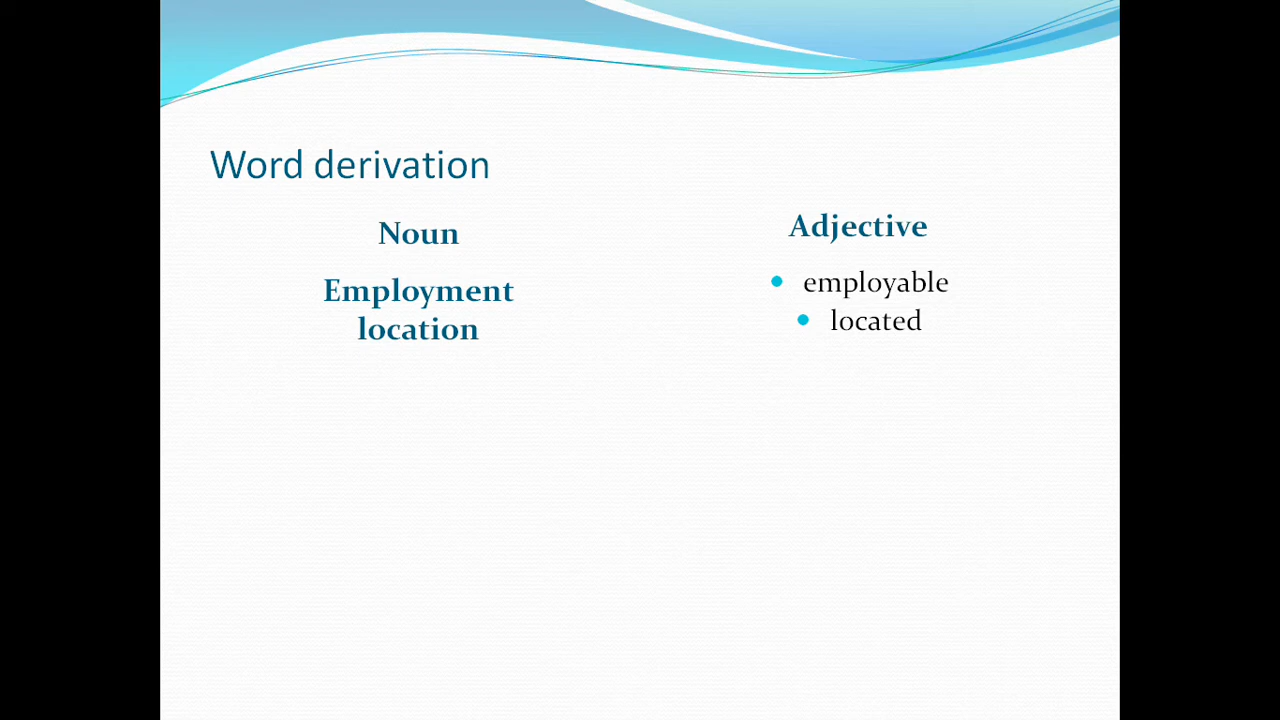 Word derivation
Noun
Employment
location
Adjective
employable
located